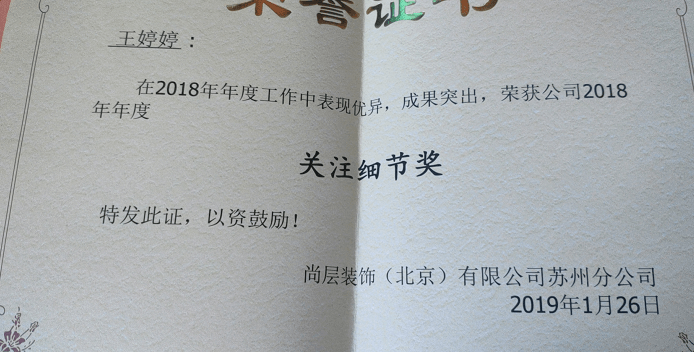 荣誉证书
王婷婷：
在2018年年度工作中表现优异，成果突出，荣获公司2018
年年度
关注细节奖
特发此证，以资鼓励！
尚层装饰（北京）有限公司苏州分公司
2019年1月26日